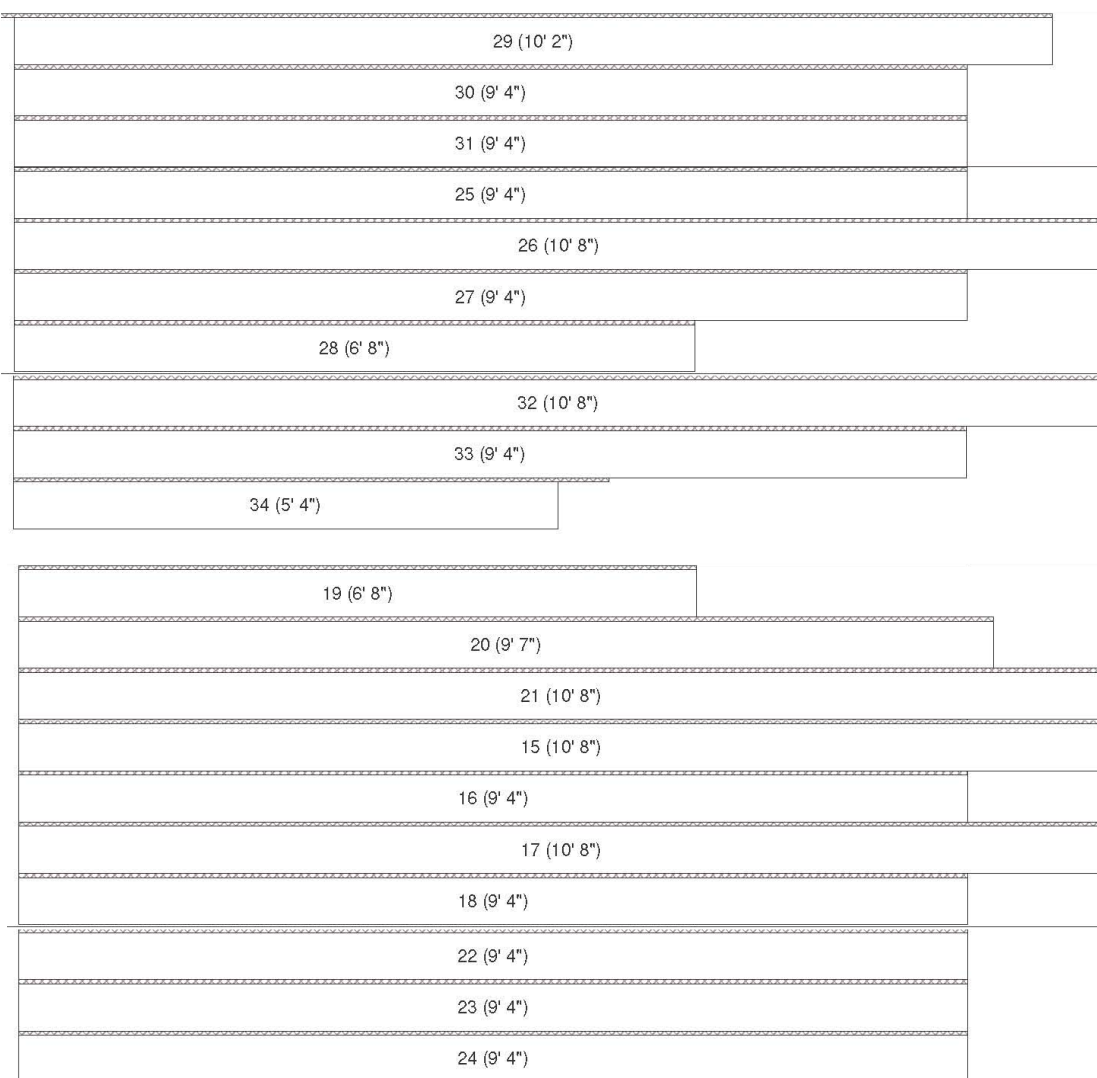 29 (10' 2")
30 (9' 4")
31 (9' 4")
25 (9' 4")
26 (10' 8")
27 (9' 4")
28 (6' 8")
32 (10' 8")
33 (9' 4")
34 (5' 4")
19 (6' 8")
20 (9' 7")
21 (10' 8")
15 (10' 8")
16 (9' 4")
17 (10' 8")
18 (9' 4")
22 (9' 4")
23 (9' 4")
24 (9' 4")